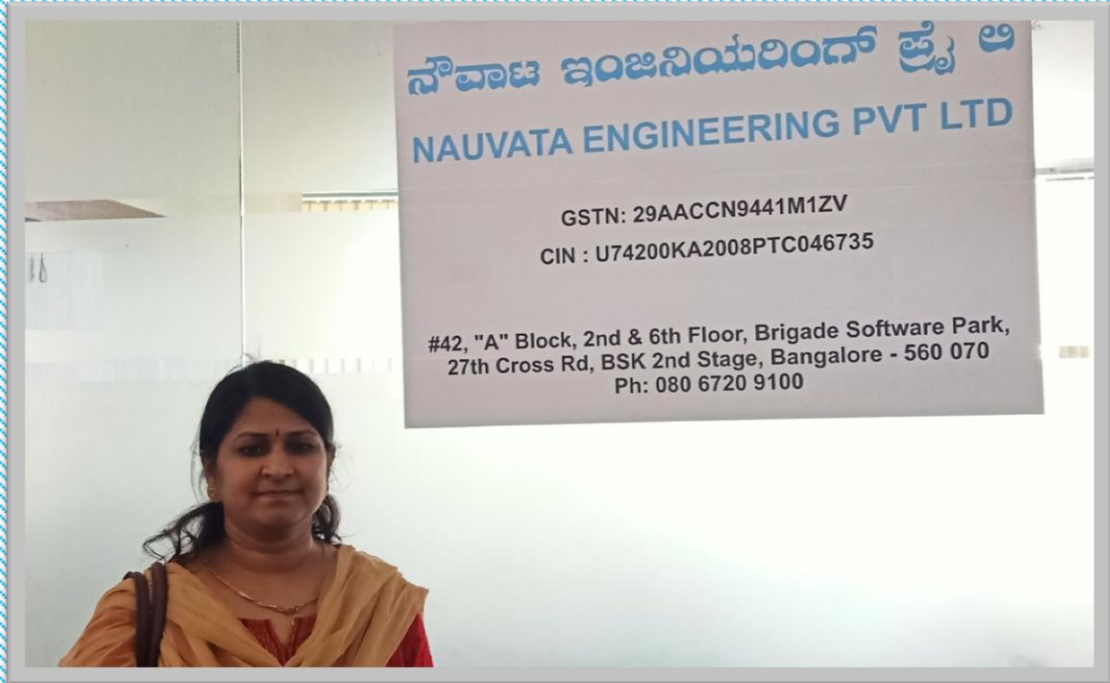 ನೌವಾಟ ಇಂಜಿನಿಯರಿಂಗ್ ಪ್ರೈ ಲಿ
NAUVATA ENGINEERING PVT LTD
GSTN: 29AACCN9441M1ZV
CIN : U74200KA2008PTC046735
#42, "A" Block, 2nd & 6th Floor, Brigade Software Park,
27th Cross Rd, BSK 2nd Stage, Bangalore - 560 070
Ph: 080 6720 9100